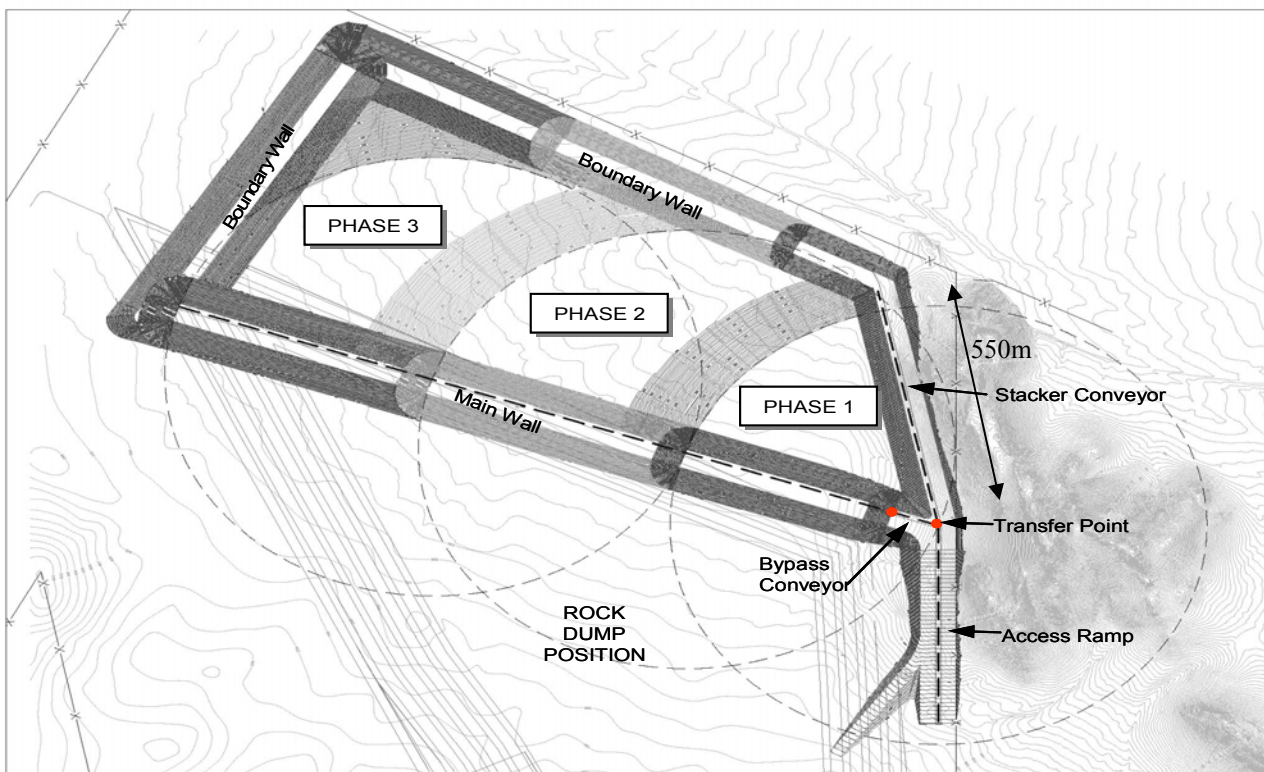 Boundary Wall
Boundary Wall
PHASE 3
PHASE 2
550m
Stacker Conveyor
PHASE 1
Main Wall
Transfer Point
Bypass
Conveyor
ROCK
DUMP
POSITION
Access Ramp